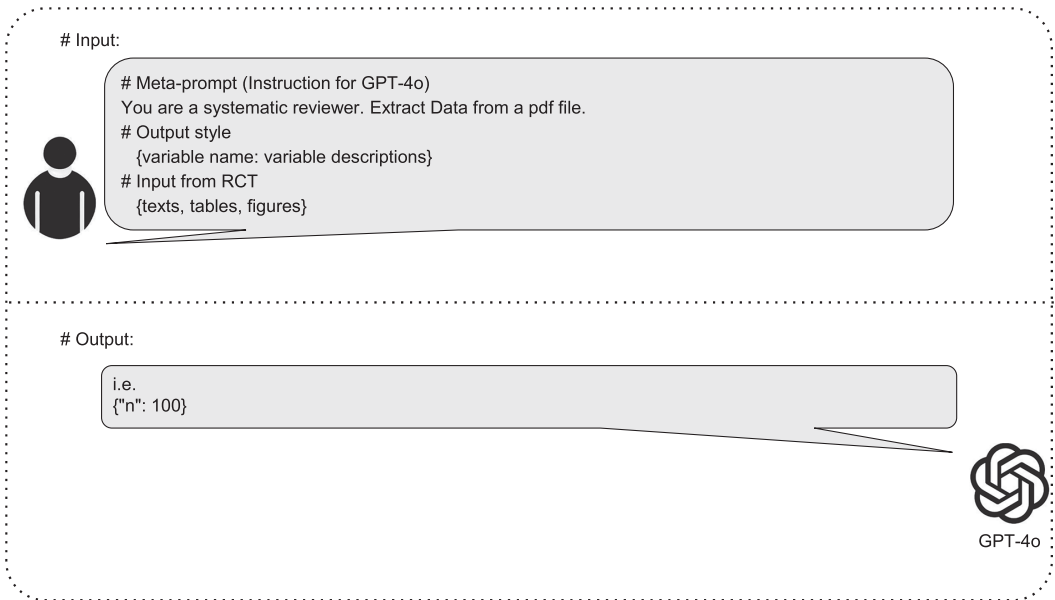 # Input:
# Meta-prompt (Instruction for GPT-4o)
You are a systematic reviewer. Extract Data from a pdf file.
# Output style
{variable name: variable descriptions}
# Input from RCT
{texts, tables, figures}
# Output:
i.e.
{"n": 100}
GPT-4o